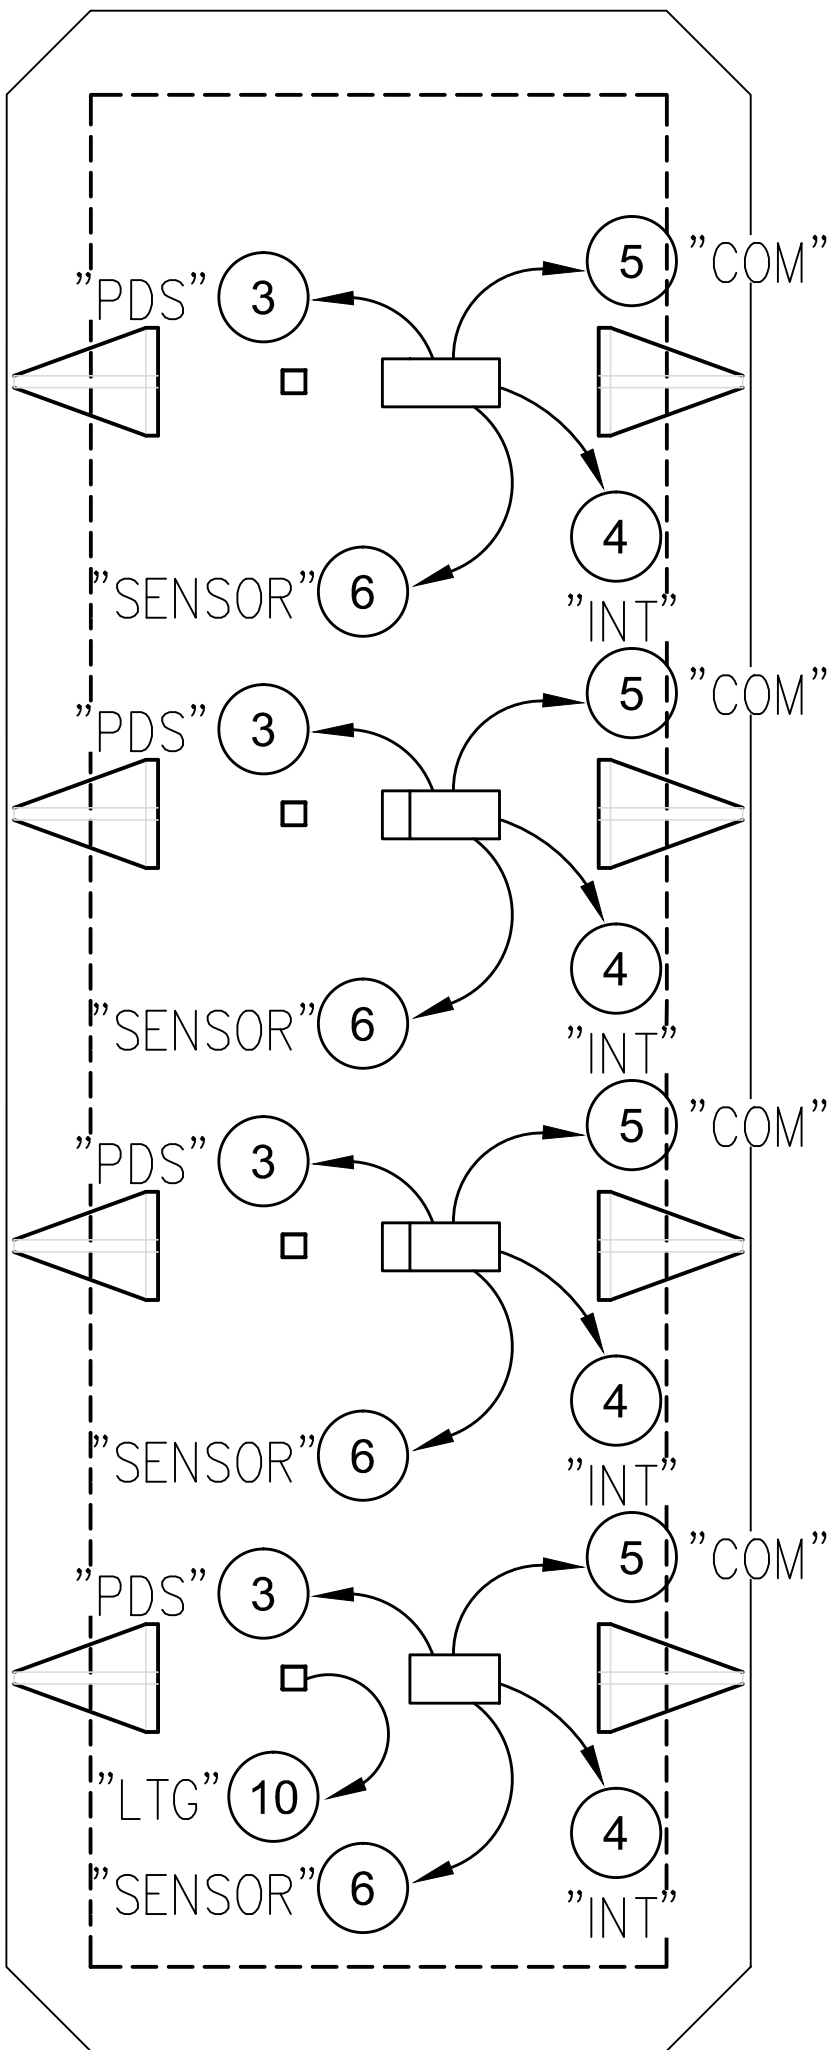 5 ”COM”
”PDS” 3
4
”SENSOR” 6
”INT”
5 ”COM”
”PDS” 3
4
”SENSOR” 6
”INT”
5 ”COM”
”PDS” 3
4
”SENSOR” 6
”INT”
5 ”COM”
”PDS” 3
”LTG” 10
4
”SENSOR” 6
”INT”